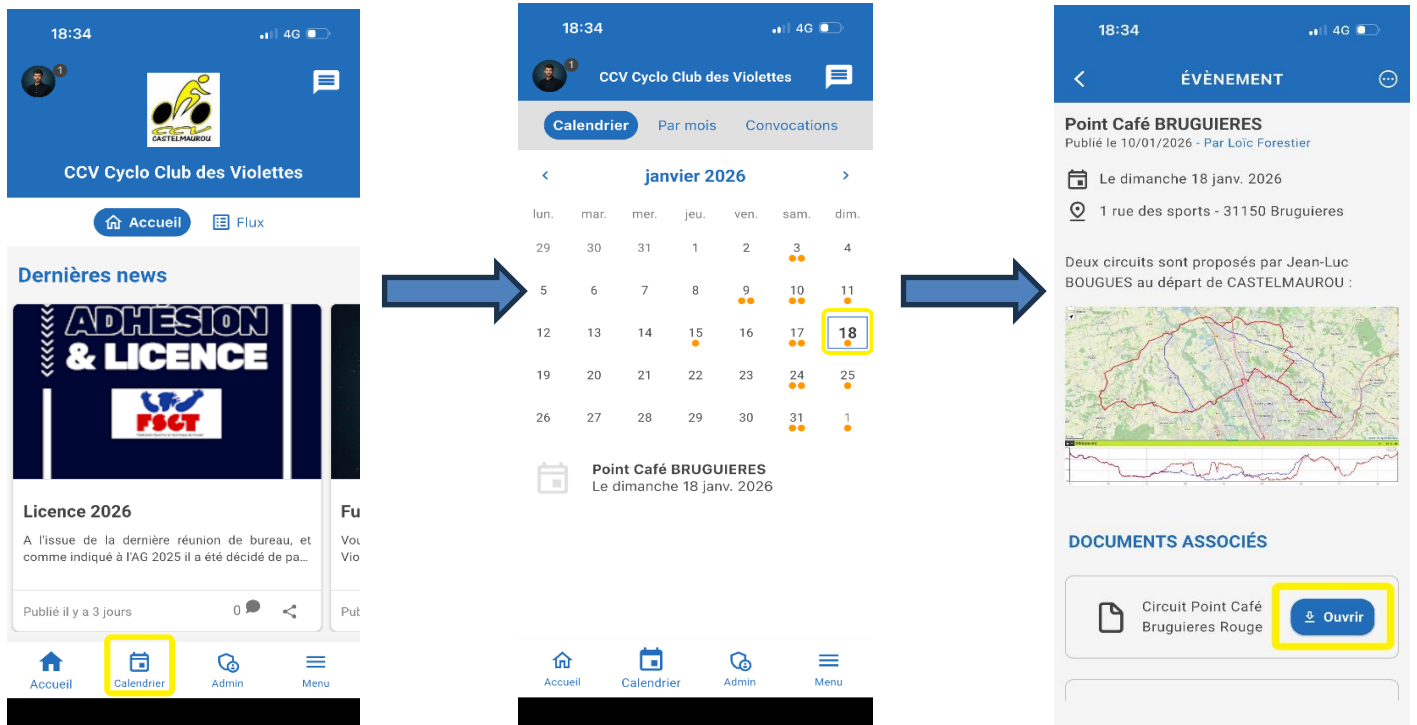 18:34
4G
1
CCV
CASTELMAUROU
CCV Cyclo Club des Violettes
Accueil
Flux
Dernières news
ADHÉSION
& LICENCE
FSGT
Licence 2026
A l'issue de la dernière réunion de bureau, et
comme indiqué à l'AG 2025 il a été décidé de pa...
Publié il y a 3 jours
0
Fu
Vou
Vio
Pub
Accueil
Calendrier
Admin
Menu
18:34
4G
1
CCV Cyclo Club des Violettes
Calendrier
Par mois
Convocations
janvier 2026
lun. mar. mer. jeu. ven. sam. dim.
29 30 31 1 2 3 4
5 6 7 8 9 10 11
12 13 14 15 16 17 18
19 20 21 22 23 24 25
26 27 28 29 30 31 1
Point Café BRUGUIERES
Le dimanche 18 janv. 2026
Accueil
Calendrier
Admin
Menu
18:34
4G
ÉVÈNEMENT
Point Café BRUGUIERES
Publié le 10/01/2026 - Par Loïc Forestier
Le dimanche 18 janv. 2026
1 rue des sports - 31150 Bruguieres
Deux circuits sont proposés par Jean-Luc
BOUGUES au départ de CASTELMAUROU :
DOCUMENTS ASSOCIÉS
Circuit Point Café
Bruguieres Rouge
Ouvrir